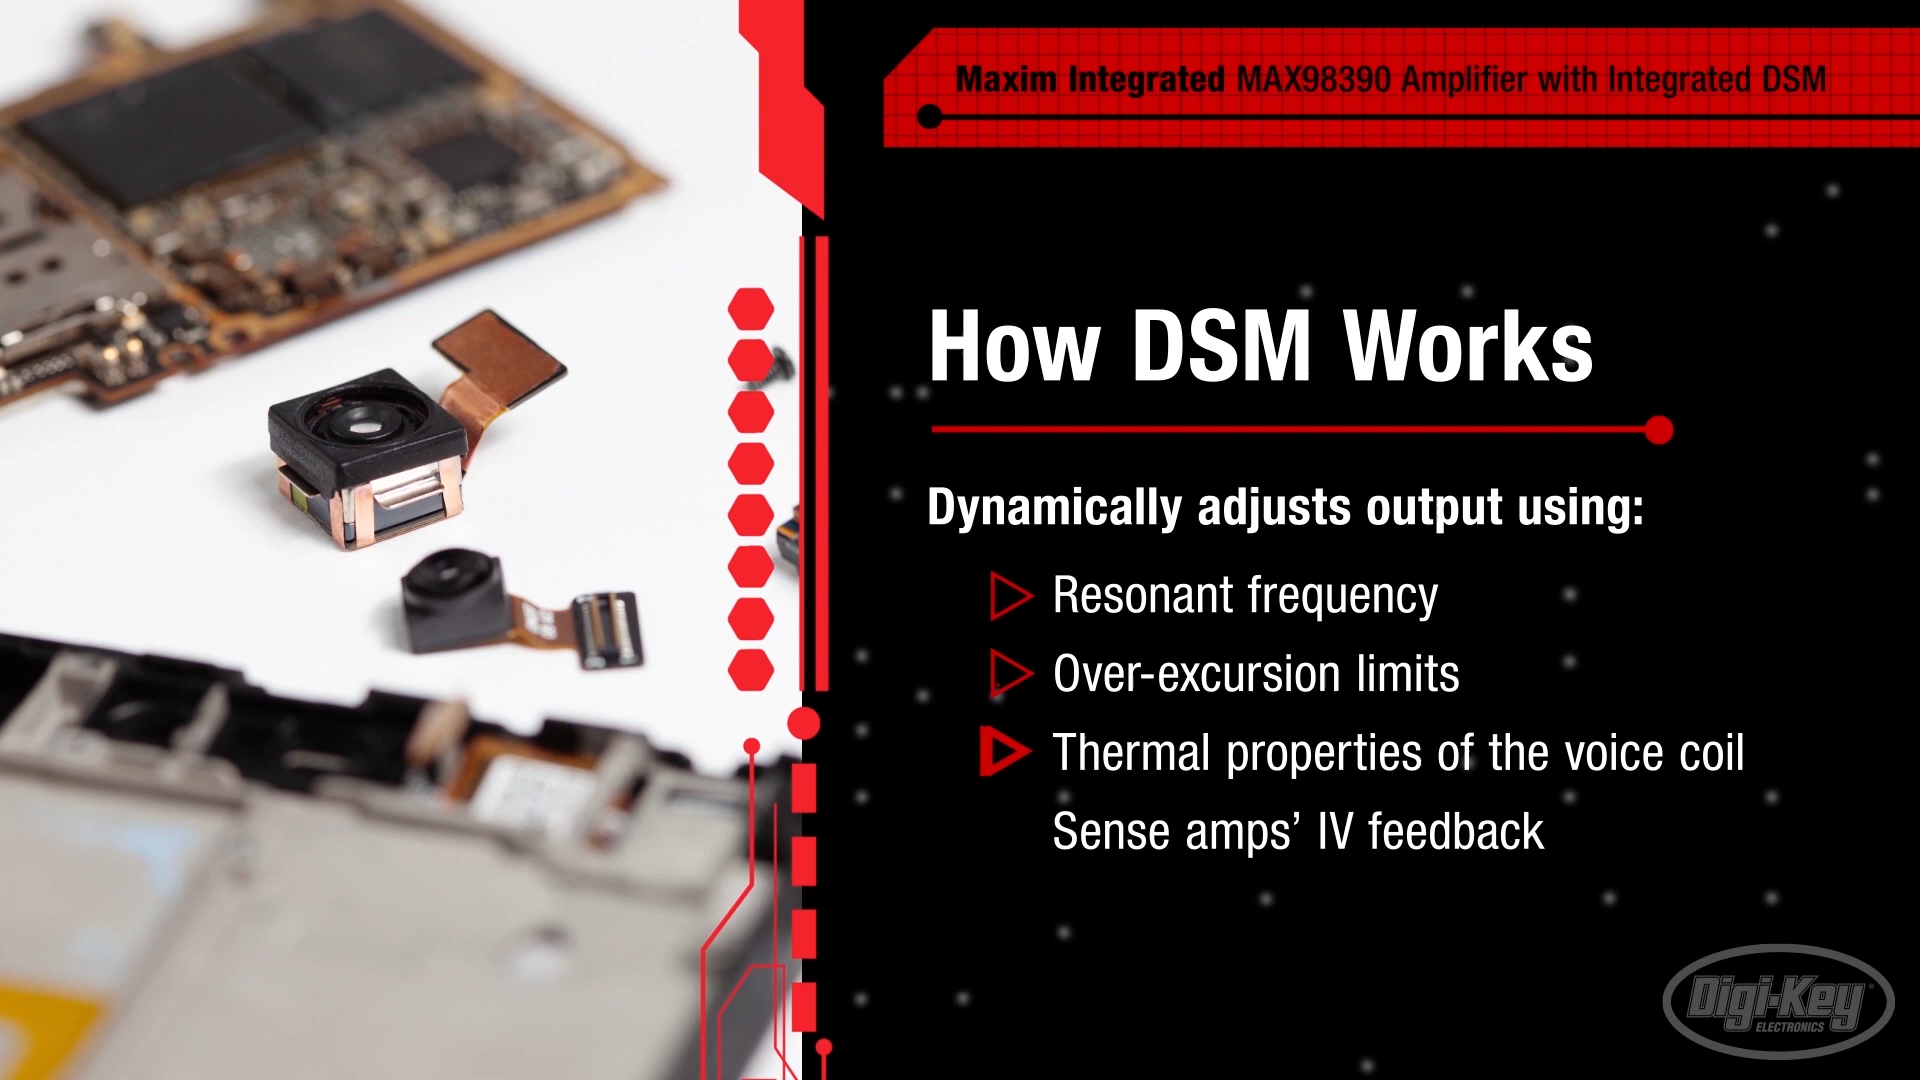 Maxim Integrated MAX98390 Amplifier with Integrated DSM
How DSM Works
Dynamically adjusts output using:
Resonant frequency
Over-excursion limits
Thermal properties of the voice coil
Sense amps’ IV feedback
Digi-Key®
ELECTRONICS